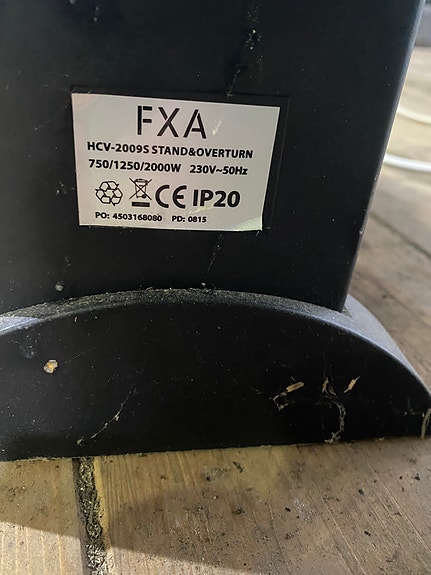 FXA
HCV-2009S STAND&OVERTURN
750/1250/2000W 230V~50Hz
CE IP20
PO: 4503168080 PD: 0815